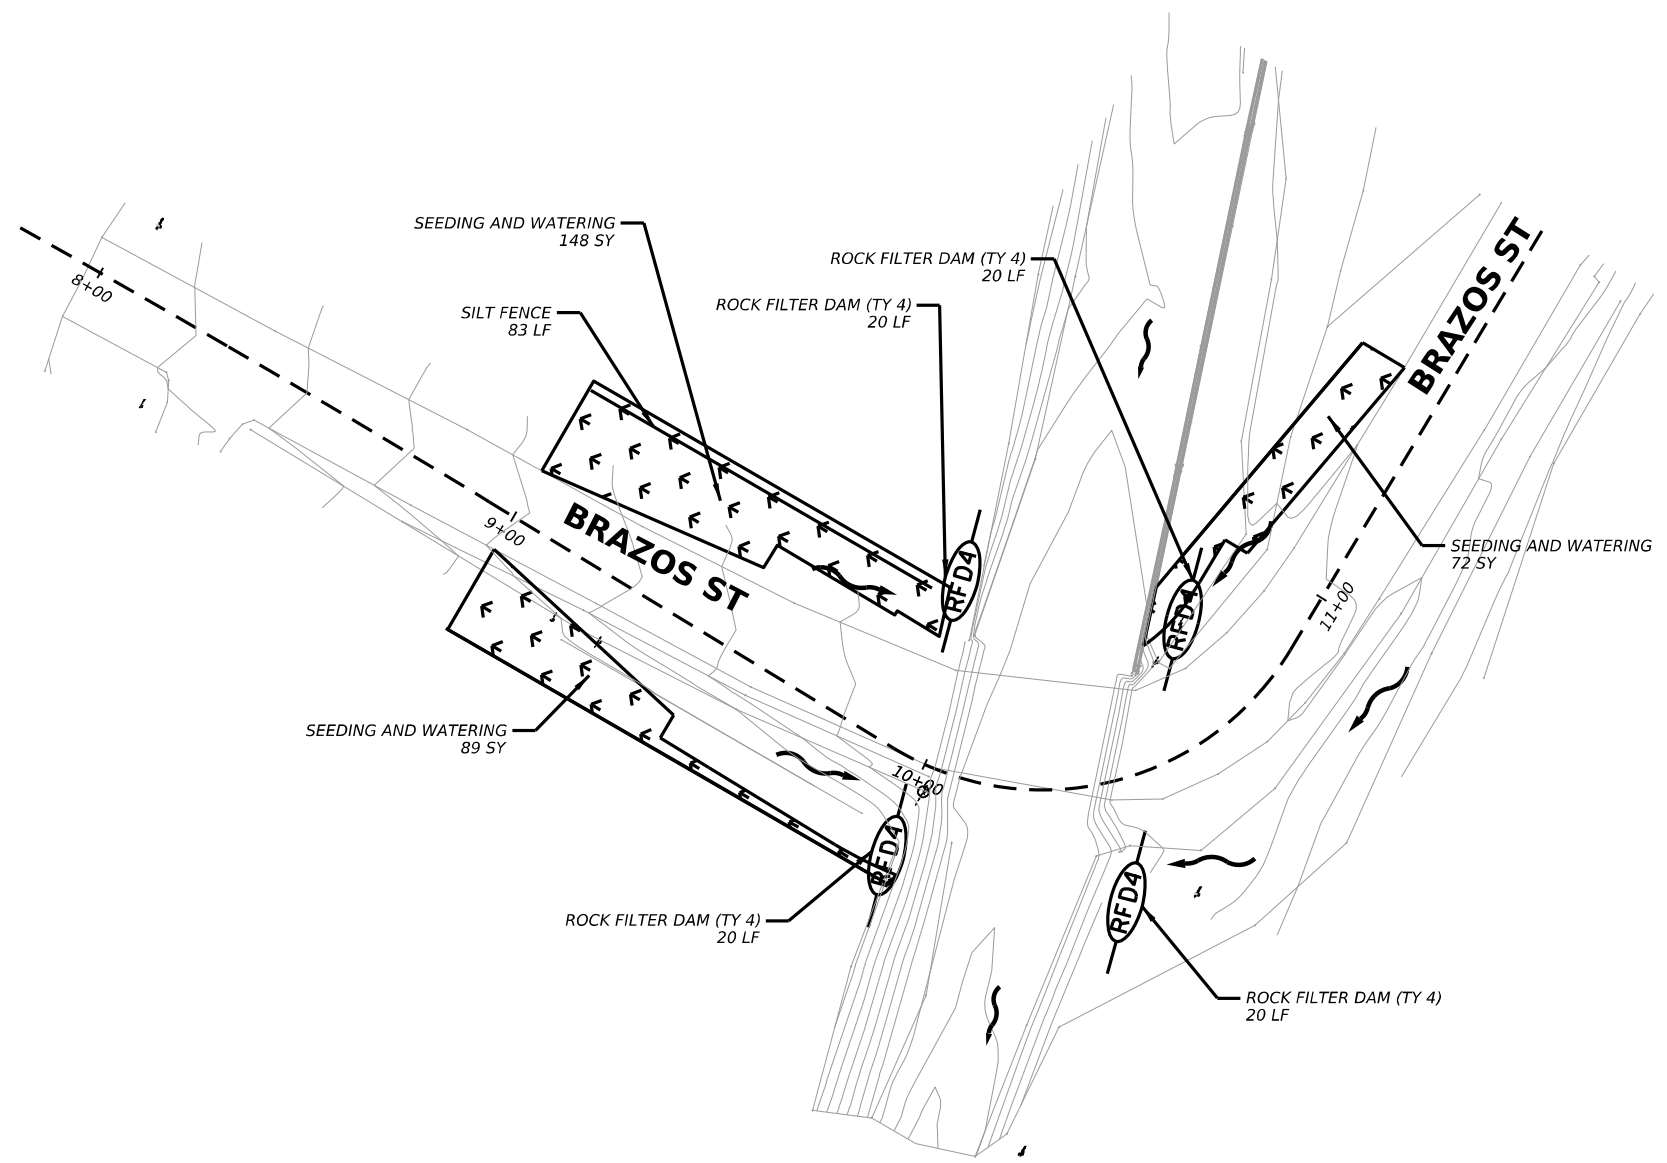 BRAZOS ST
8+00
SEEDING AND WATERING
148 SY
ROCK FILTER DAM (TY 4)
20 LF
ROCK FILTER DAM (TY 4)
20 LF
SILT FENCE
83 LF
9+00
BRAZOS ST
RFD4
RFD4
SEEDING AND WATERING
72 SY
11+00
SEEDING AND WATERING
89 SY
10+00
RFD4
RFD4
ROCK FILTER DAM (TY 4)
20 LF
ROCK FILTER DAM (TY 4)
20 LF